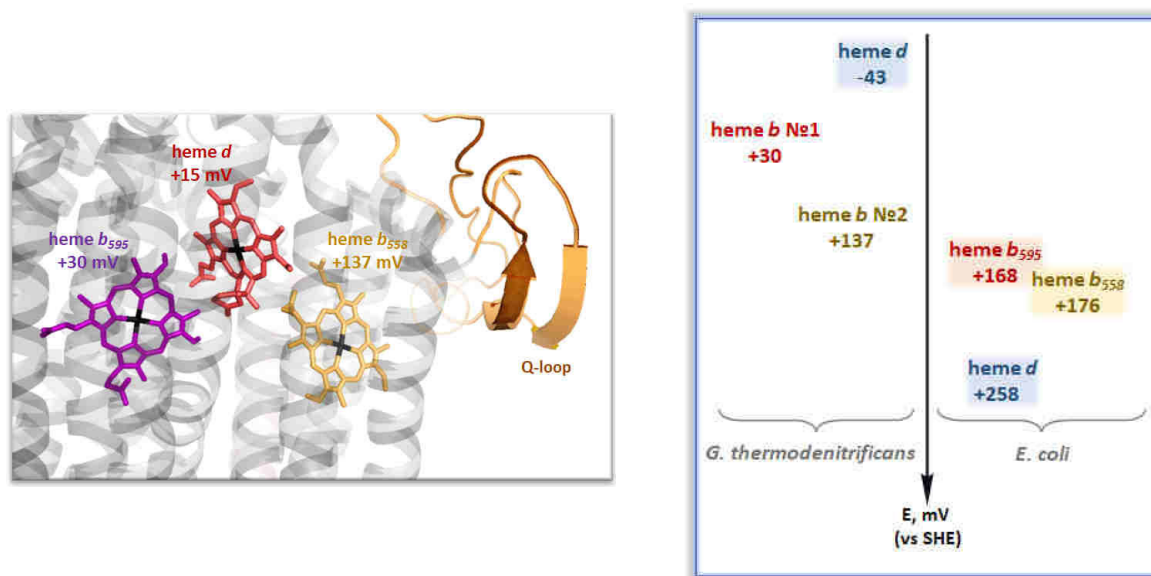 heme d
+15 mV
heme b595
+30 mV
heme b558
+137 mV
Q-loop
heme d
-43
heme b №1
+30
heme b №2
+137
heme b595
+168
heme b558
+176
heme d
+258
G. thermodenitrificans
E. coli
E, mV
(vs SHE)